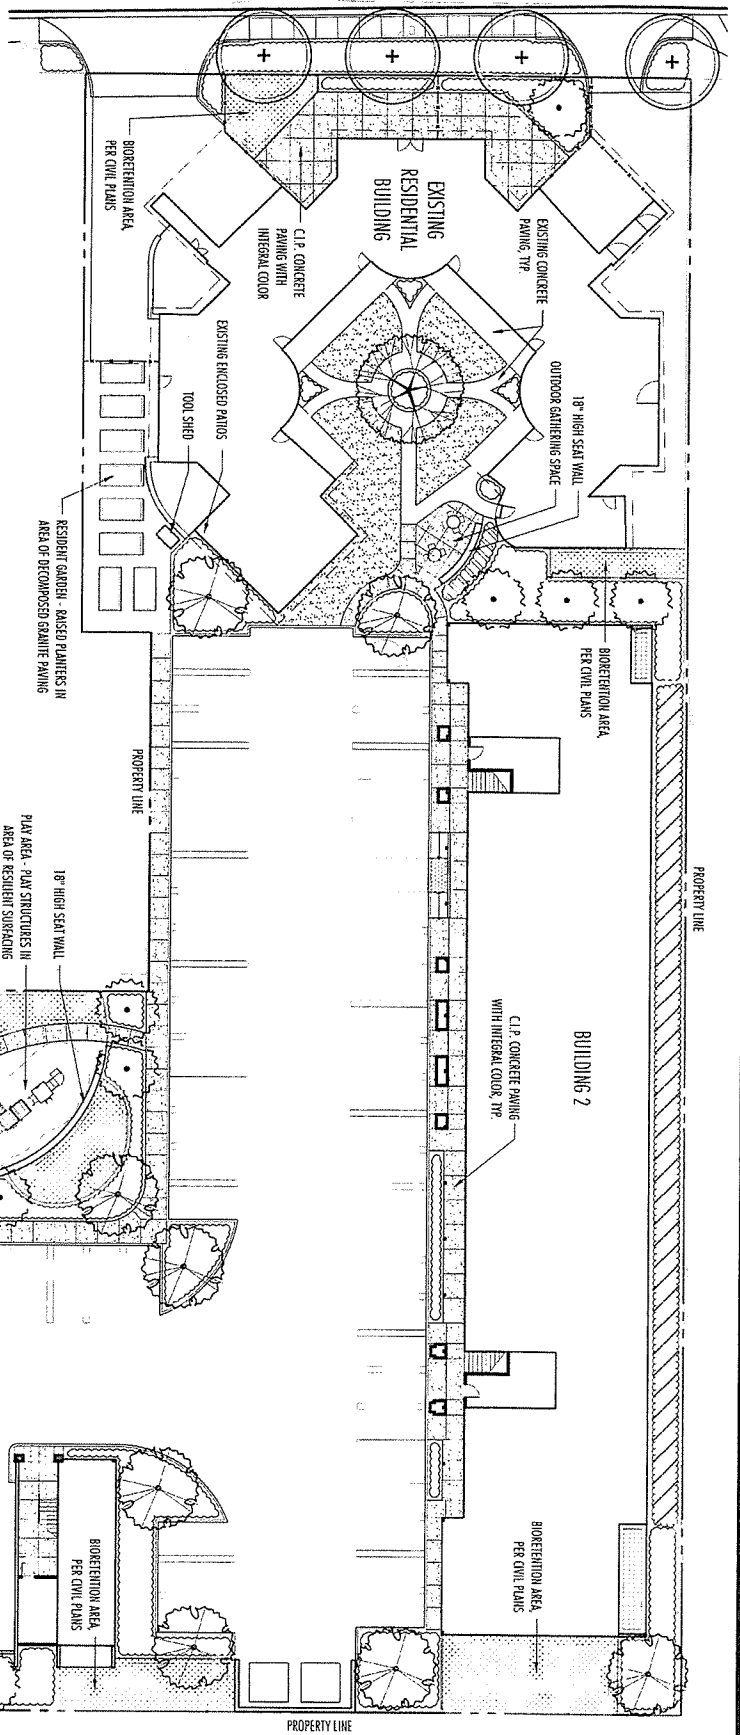 BIORETENTION AREA,
PER CIVIL PLANS
EXISTING
RESIDENTIAL
BUILDING
C.I.P. CONCRETE
PAVING WITH
INTEGRAL COLOR
EXISTING CONCRETE
PAVING, TYP.
EXISTING ENCLOSED PATIOS
TOOL SHED
OUTDOOR GATHERING SPACE
18" HIGH SEAT WALL
RESIDENT GARDEN - RAISED PLANTERS IN
AREA OF DECOMPOSED GRANITE PAVING
BIORETENTION AREA,
PER CIVIL PLANS
PROPERTY LINE
PROPERTY LINE
18" HIGH SEAT WALL
PLAY AREA - PLAY STRUCTURES IN
AREA OF RESILIENT SURFACING
C.I.P. CONCRETE PAVING
WITH INTEGRAL COLOR, TYP.
BUILDING 2
BIORETENTION AREA,
PER CIVIL PLANS
BIORETENTION AREA,
PER CIVIL PLANS
PROPERTY LINE